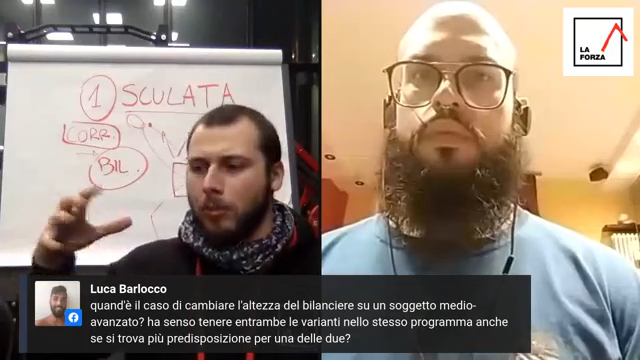 1 SCULATA
CORR.
BIL.
LA
FORZA
Luca Barlocco
quand'è il caso di cambiare l'altezza del bilanciere su un soggetto medio-
avanzato? ha senso tenere entrambe le varianti nello stesso programma anche
se si trova più predisposizione per una delle due?